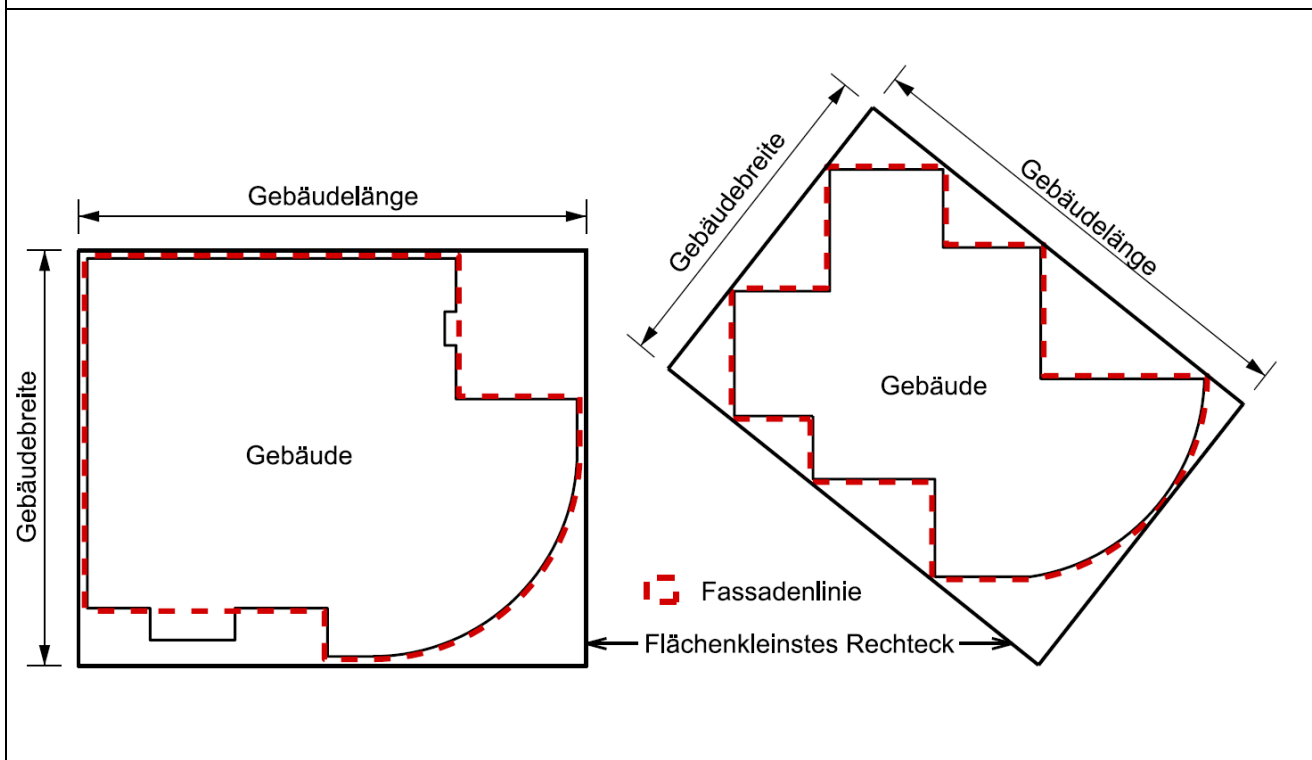 Gebäudelänge
Gebäudebreite
Gebäude
Gebäudebreite
Gebäudelänge
Gebäude
Fassadenlinie
Flächenkleinstes Rechteck